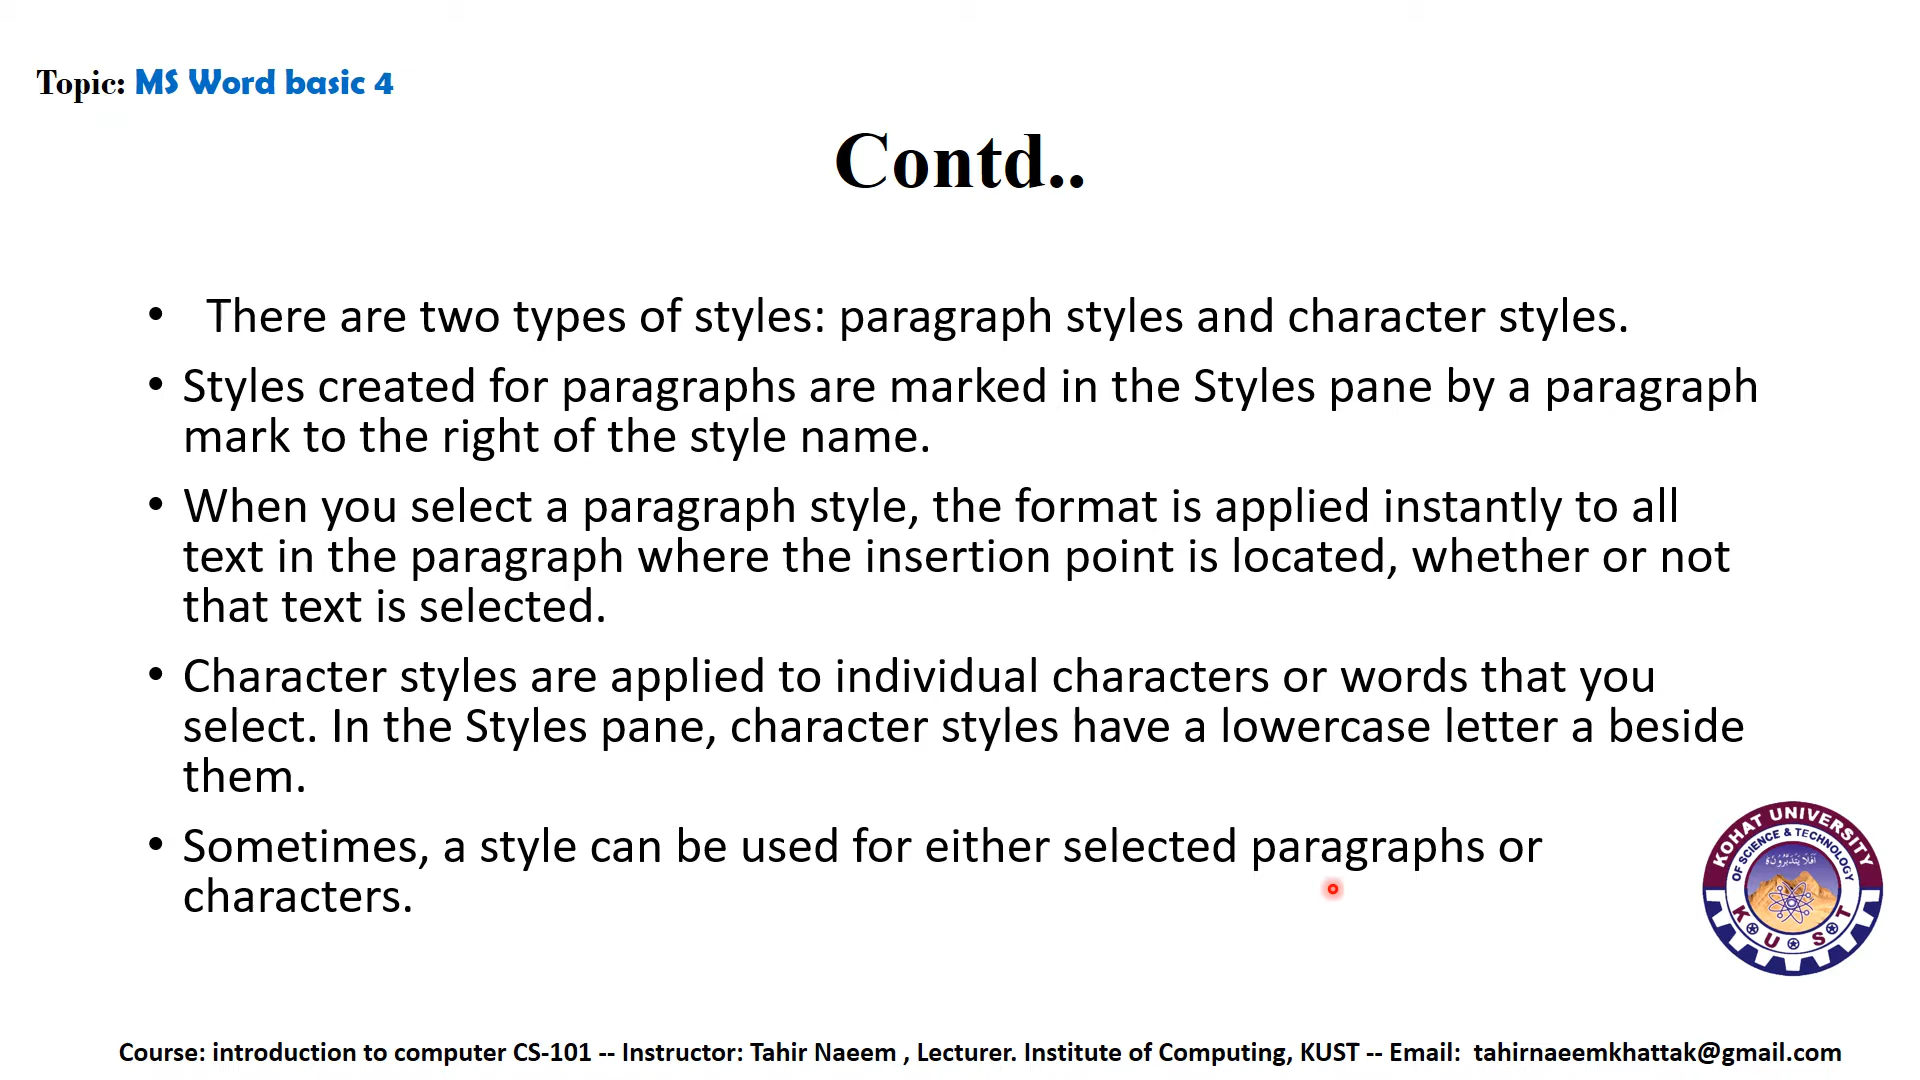 Topic: MS Word basic 4
Contd..
• There are two types of styles: paragraph styles and character styles.
• Styles created for paragraphs are marked in the Styles pane by a paragraph
mark to the right of the style name.
• When you select a paragraph style, the format is applied instantly to all
text in the paragraph where the insertion point is located, whether or not
that text is selected.
• Character styles are applied to individual characters or words that you
select. In the Styles pane, character styles have a lowercase letter a beside
them.
• Sometimes, a style can be used for either selected paragraphs or
characters.
KOHAT UNIVERSITY
OF SCIENCE & TECHNOLOGY
K U S T
Course: introduction to computer CS-101 -- Instructor: Tahir Naeem , Lecturer. Institute of Computing, KUST -- Email: tahirnaeemkhattak@gmail.com